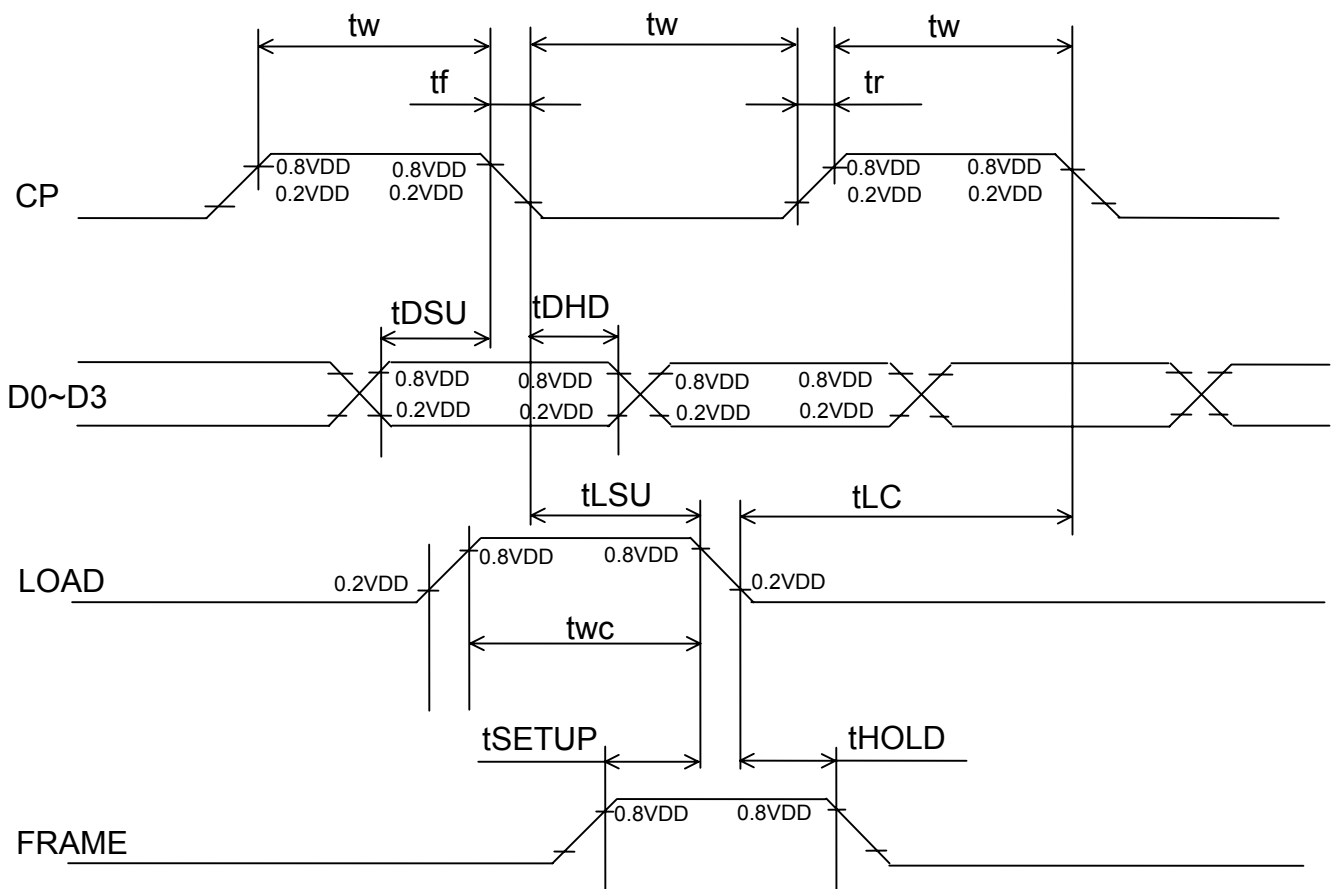 tw tw tw
tf tr
0.8VDD 0.8VDD 0.8VDD 0.8VDD
CP 0.2VDD 0.2VDD 0.2VDD 0.2VDD
tDSU tDHD
0.8VDD 0.8VDD 0.8VDD 0.8VDD
D0~D3 0.2VDD 0.2VDD 0.2VDD 0.2VDD
tLSU tLC
0.8VDD 0.8VDD
LOAD 0.2VDD 0.2VDD
twc
tSETUP tHOLD
0.8VDD 0.8VDD
FRAME